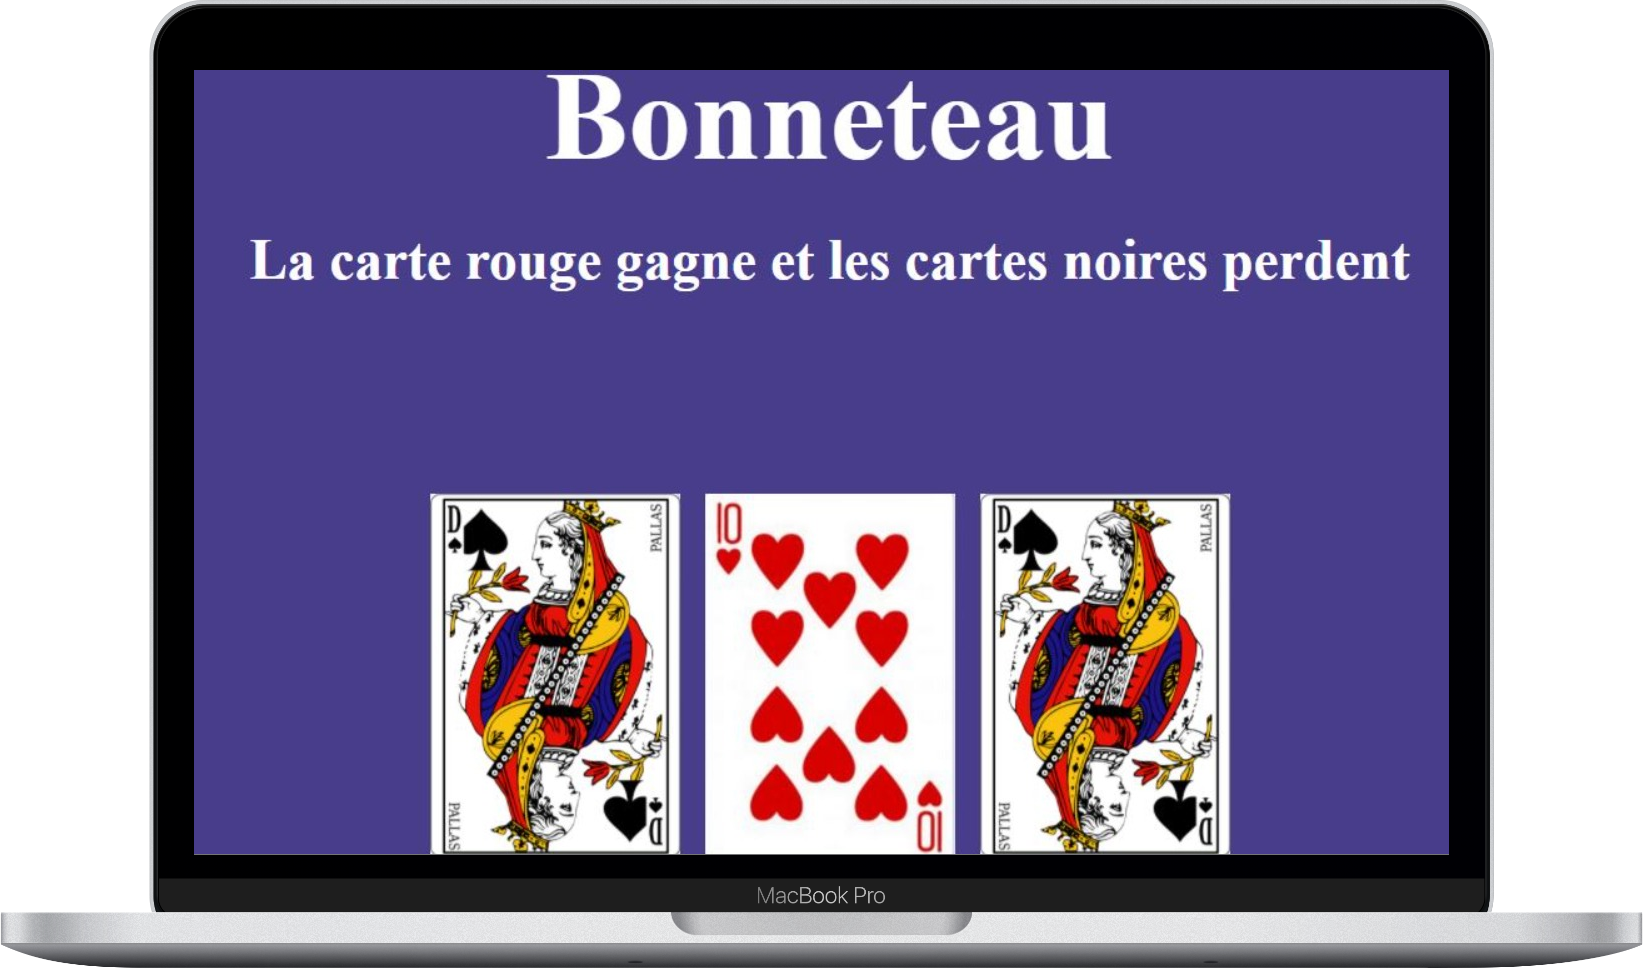 Bonneteau
La carte rouge gagne et les cartes noires perdent
D
PALLAS
PALLAS
D
10
10
D
PALLAS
PALLAS
D
MacBook Pro